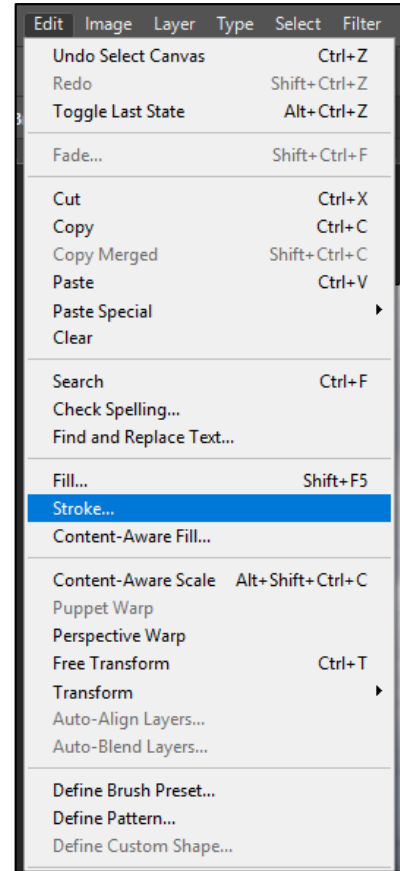 Edit Image Layer Type Select Filter
Undo Select Canvas Ctrl+Z
Redo Shift+Ctrl+Z
Toggle Last State Alt+Ctrl+Z
Fade... Shift+Ctrl+F
Cut Ctrl+X
Copy Ctrl+C
Copy Merged Shift+Ctrl+C
Paste Ctrl+V
Paste Special
Clear
Search Ctrl+F
Check Spelling...
Find and Replace Text...
Fill... Shift+F5
Stroke...
Content-Aware Fill...
Content-Aware Scale Alt+Shift+Ctrl+C
Puppet Warp
Perspective Warp
Free Transform Ctrl+T
Transform
Auto-Align Layers...
Auto-Blend Layers...
Define Brush Preset...
Define Pattern...
Define Custom Shape...